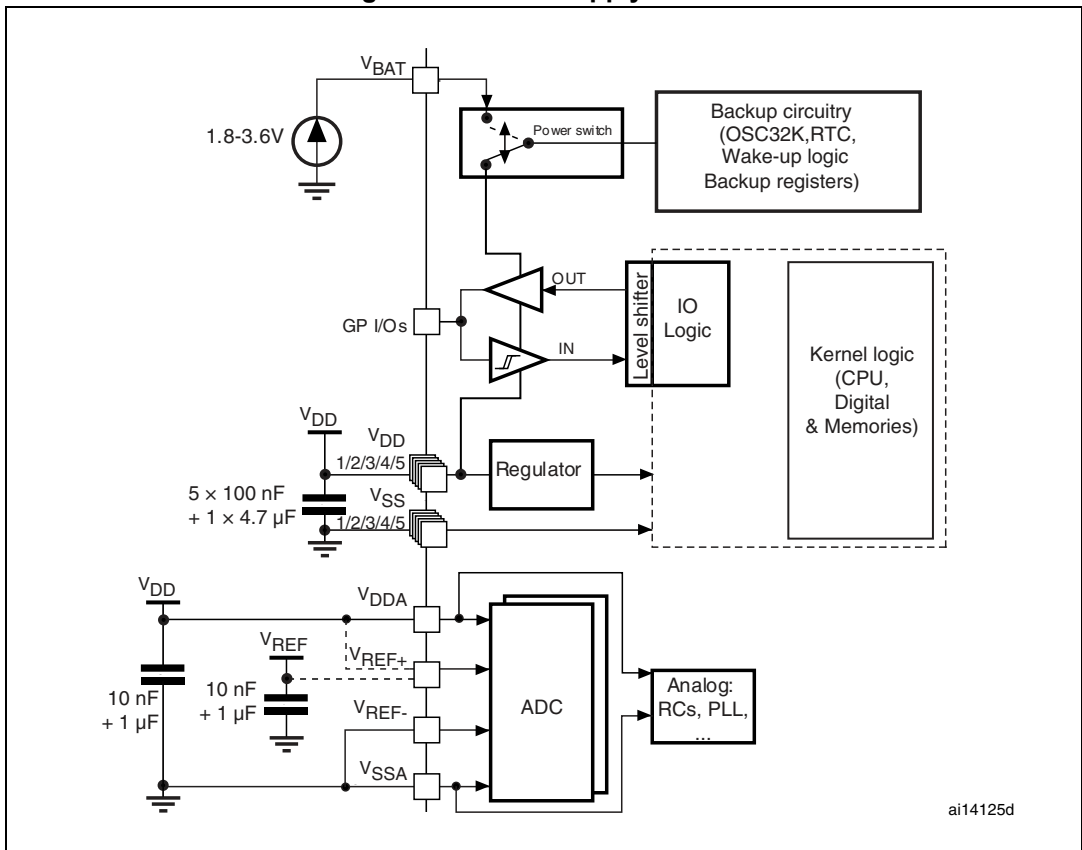 VBAT
1.8-3.6V
Power switch
Backup circuitry
(OSC32K,RTC,
Wake-up logic
Backup registers)
OUT
GP I/Os
IN
Level shifter
IO
Logic
Kernel logic
(CPU,
Digital
& Memories)
VDD
VDD
1/2/3/4/5
Regulator
5 × 100 nF
+ 1 × 4.7 µF
VSS
1/2/3/4/5
VDD
VDDA
VREF
VREF+
10 nF
+ 1 µF
10 nF
+ 1 µF
VREF-
ADC
Analog:
RCs, PLL,
...
VSSA
ai14125d